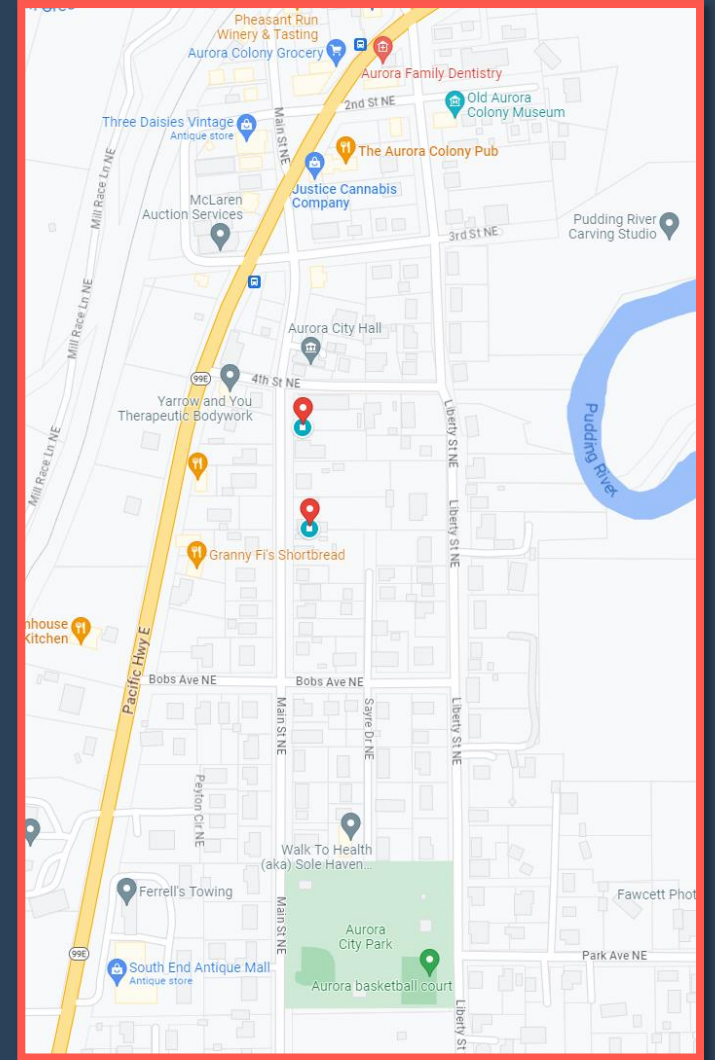 Pheasant Run
Winery & Tasting
Aurora Colony Grocery
Aurora Family Dentistry
2nd St NE
Old Aurora
Colony Museum
Three Daisies Vintage
Antique store
Main St NE
The Aurora Colony Pub
Mill Race Ln NE
Justice Cannabis
Company
McLaren
Auction Services
Pudding River
Carving Studio
3rd St NE
Mill Race Ln NE
Aurora City Hall
99E
4th St NE
Yarrow and You
Therapeutic Bodywork
Liberty St NE
Pudding River
Mill Race Ln NE
Liberty St NE
Granny Fi's Shortbread
nhouse
Kitchen
Pacific Hwy E
Bobs Ave NE
Bobs Ave NE
Main St NE
Sayre Dr NE
Liberty St NE
Peyton Cir NE
Walk To Health
(aka) Sole Haven...
Ferrell's Towing
Main St NE
Fawcett Phot
Aurora
City Park
99E
Park Ave NE
South End Antique Mall
Antique store
Aurora basketball court
Liberty St